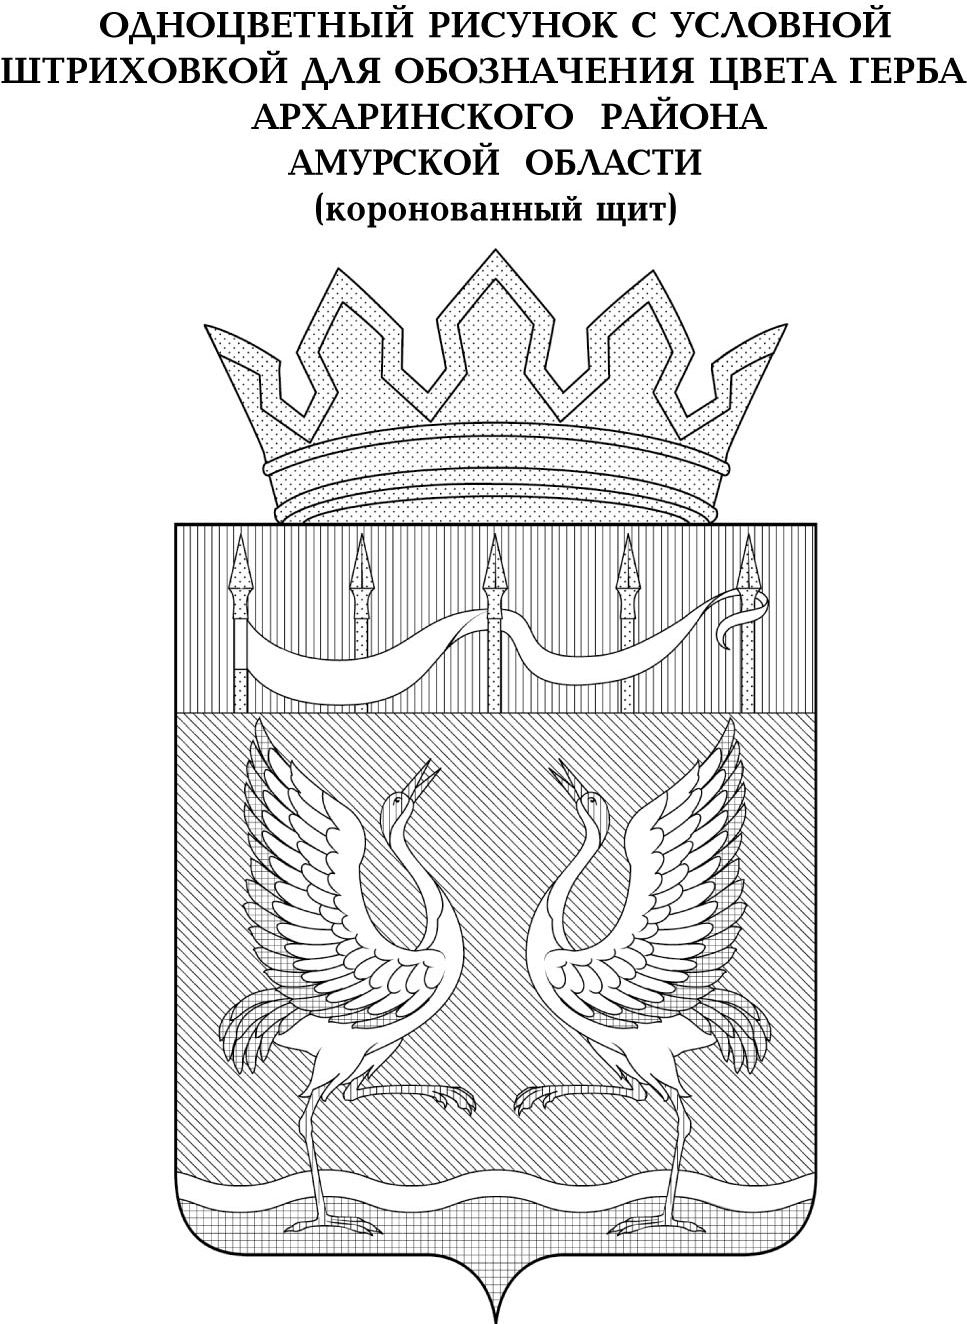 ОДНОЦВЕТНЫЙ РИСУНОК С УСЛОВНОЙ
ШТРИХОВКОЙ ДЛЯ ОБОЗНАЧЕНИЯ ЦВЕТА ГЕРБА
АРХАРИНСКОГО РАЙОНА
АМУРСКОЙ ОБЛАСТИ
(коронованный щит)